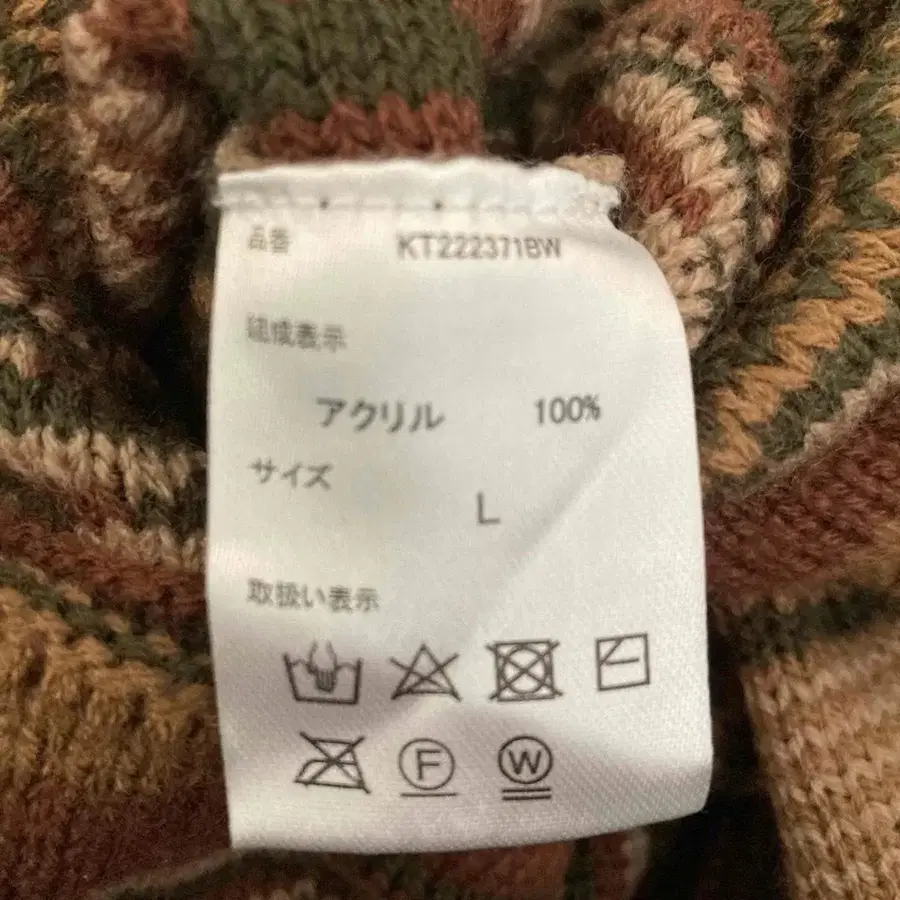 品番 KT222371BW
組成表示
アクリル 100%
サイズ
L
取扱い表示
F W